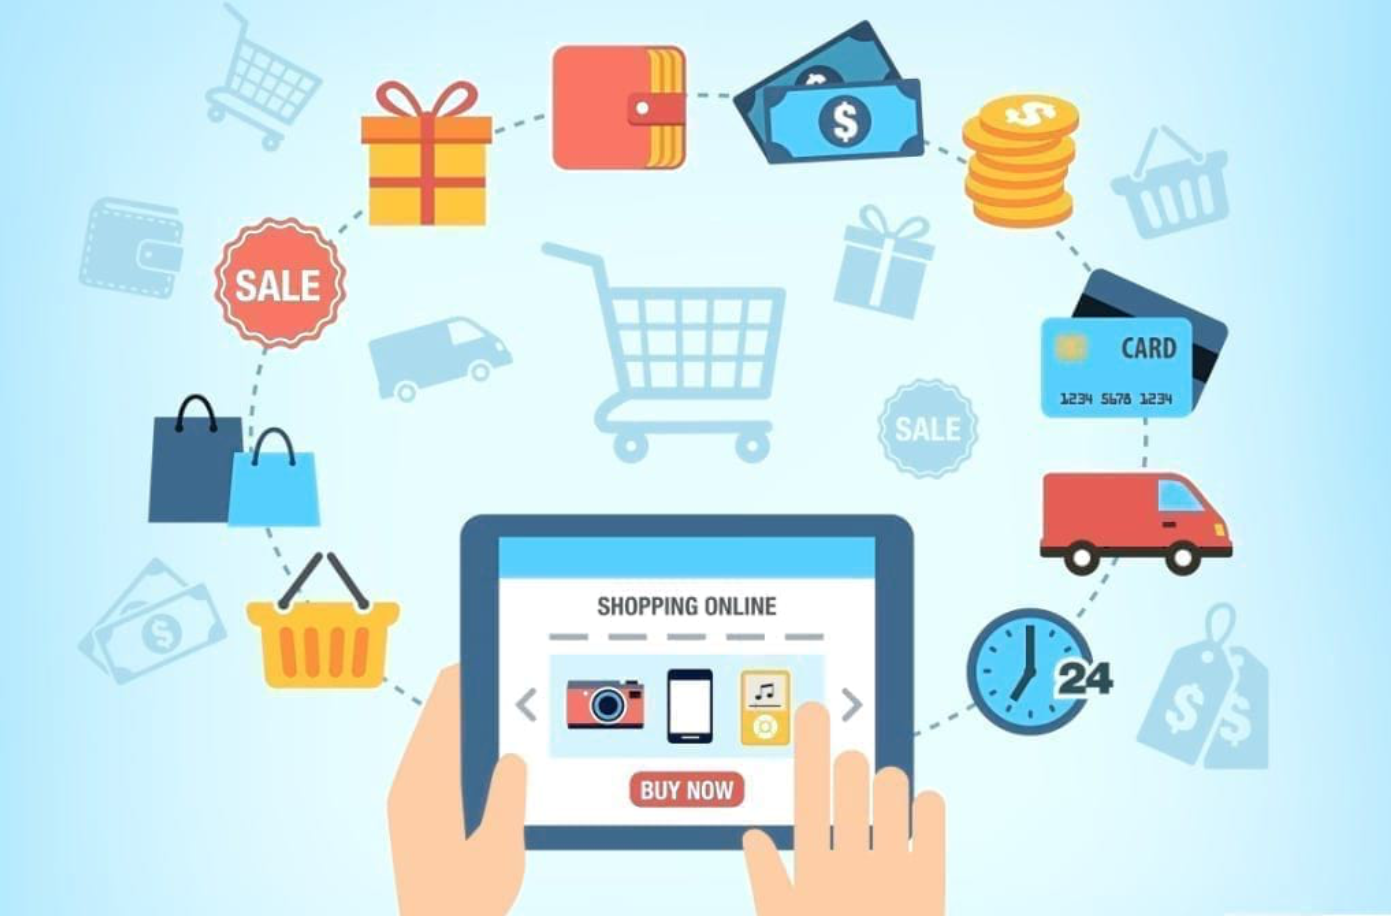 $
$
$
SALE
CARD
1234 5678 1234
SALE
SHOPPING ONLINE
BUY NOW
24
$
$
$